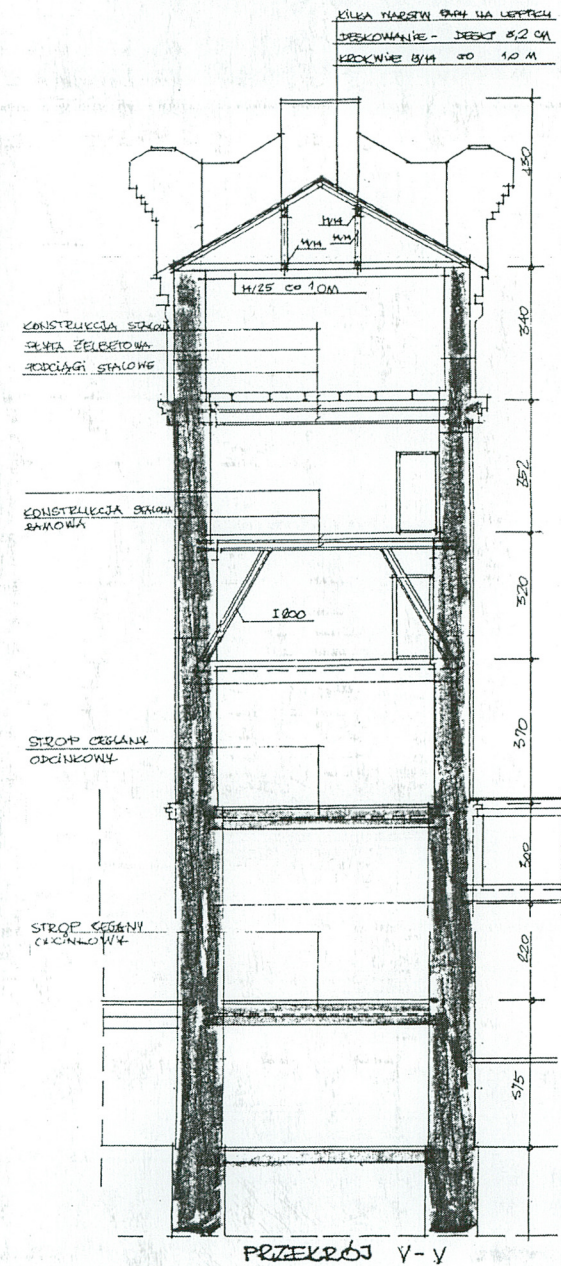 KILKA WARSTW PAPY NA LEPIKU
DESKOWANIE - DESKI 3,2 CM
KROKWIE 8/14 CO 1,0 M
430
14/14
14/14
14/14
14/25 CO 1,0M
340
KONSTRUKCJA STALOWA
PŁYTA ŻELBETOWA
PODCIĄGI STALOWE
352
KONSTRUKCJA STALOWA
RAMOWA
320
I 200
370
STROP CEGLANY
ODCINKOWY
300
STROP CEGLANY
ODCINKOWY
220
575
PRZEKRÓJ V-V